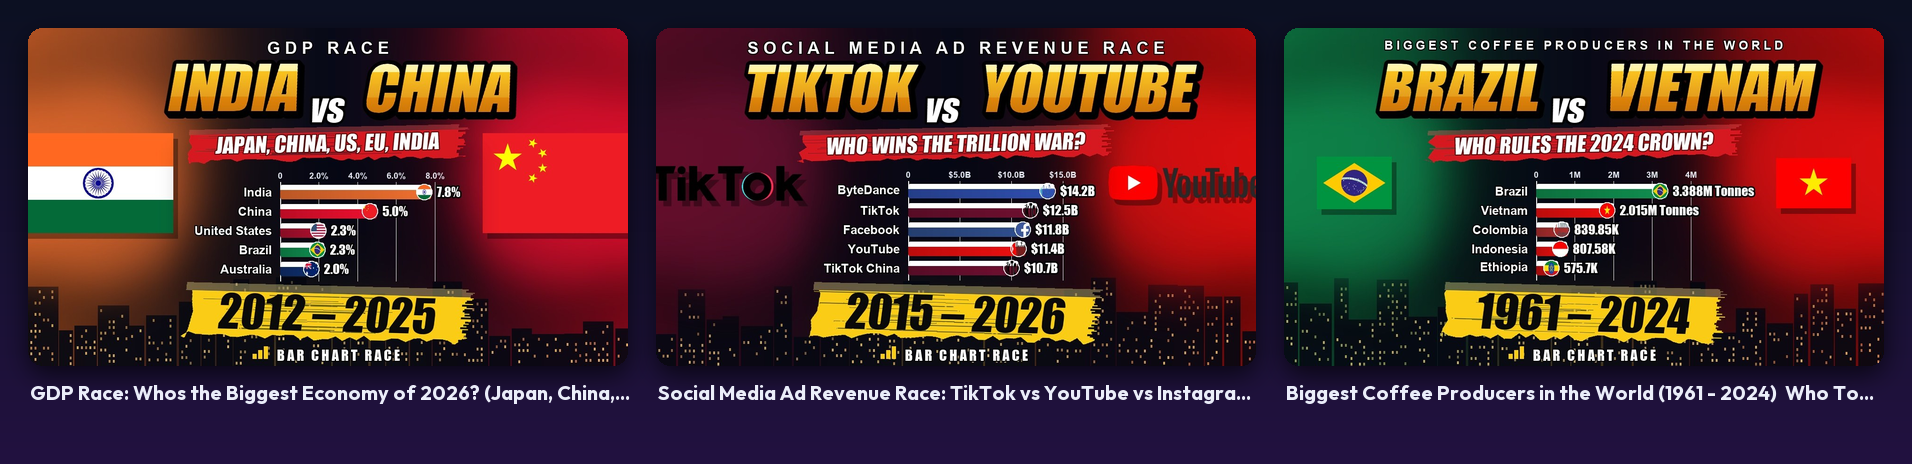 GDP RACE
INDIA VS CHINA
JAPAN, CHINA, US, EU, INDIA
0 2.0% 4.0% 6.0% 8.0%
India 7.8%
China 5.0%
United States 2.3%
Brazil 2.3%
Australia 2.0%
2012 – 2025
BAR CHART RACE
GDP Race: Whos the Biggest Economy of 2026? (Japan, China,...
SOCIAL MEDIA AD REVENUE RACE
TIKTOK VS YOUTUBE
WHO WINS THE TRILLION WAR?
TikTok
YouTube
0 $5.0B $10.0B $15.0B
ByteDance $14.2B
TikTok $12.5B
Facebook $11.8B
YouTube $11.4B
TikTok China $10.7B
2015 – 2026
BAR CHART RACE
Social Media Ad Revenue Race: TikTok vs YouTube vs Instagra...
BIGGEST COFFEE PRODUCERS IN THE WORLD
BRAZIL VS VIETNAM
WHO RULES THE 2024 CROWN?
0 1M 2M 3M 4M
Brazil 3.388M Tonnes
Vietnam 2.015M Tonnes
Colombia 839.85K
Indonesia 807.58K
Ethiopia 575.7K
1961 – 2024
BAR CHART RACE
Biggest Coffee Producers in the World (1961 - 2024) Who To...